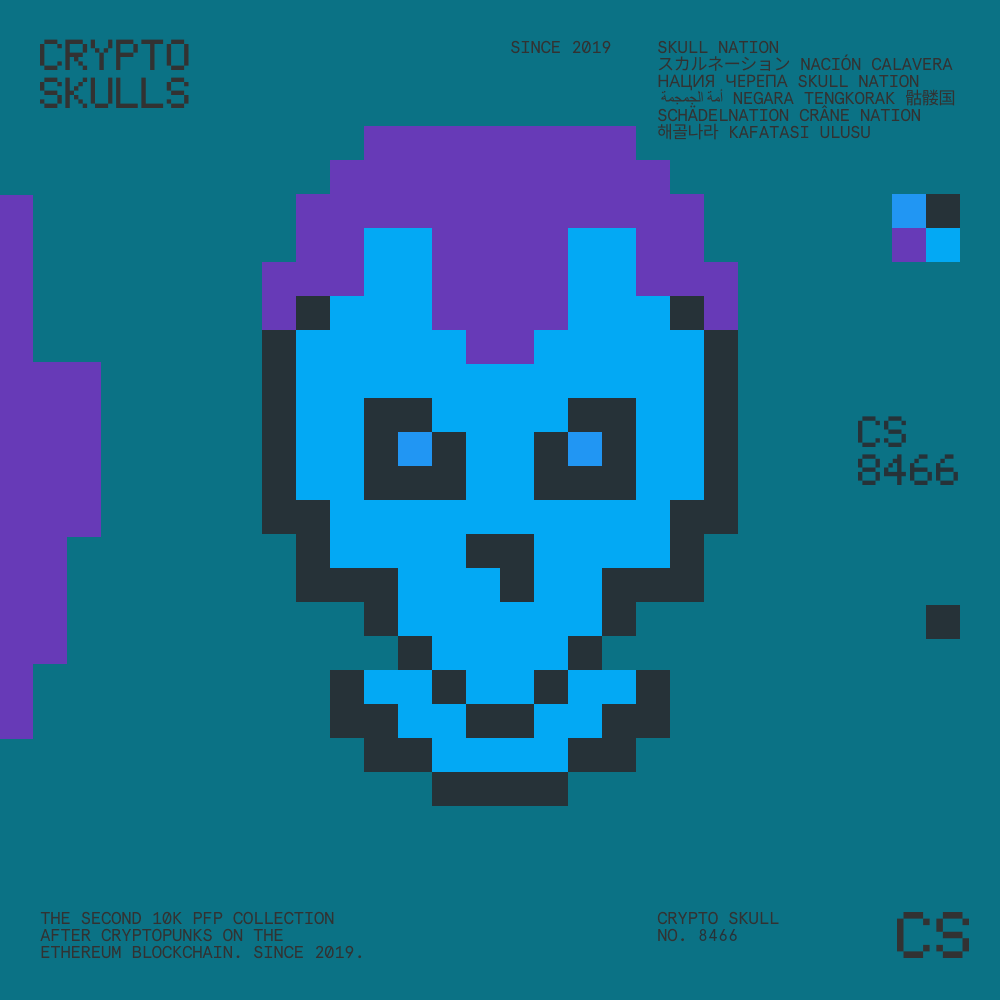 CRYPTO
SKULLS
SINCE 2019
SKULL NATION
スカルネーション NACIÓN CALAVERA
НАЦИЯ ЧЕРЕПА SKULL NATION
أمة الجمجمة NEGARA TENGKORAK 骷髅国
SCHÄDELNATION CRÂNE NATION
해골나라 KAFATASI ULUSU
CS
8466
THE SECOND 10K PFP COLLECTION
AFTER CRYPTOPUNKS ON THE
ETHEREUM BLOCKCHAIN. SINCE 2019.
CRYPTO SKULL
NO. 8466
CS